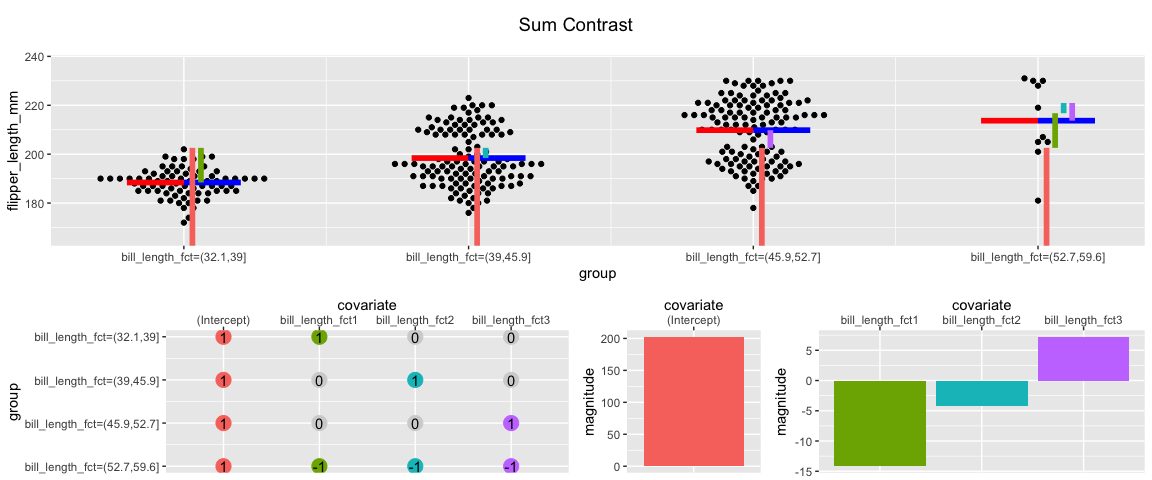 Sum Contrast
flipper_length_mm
240
220
200
180
bill_length_fct=(32.1,39]
bill_length_fct=(39,45.9]
bill_length_fct=(45.9,52.7]
bill_length_fct=(52.7,59.6]
group
covariate
(Intercept) bill_length_fct1 bill_length_fct2 bill_length_fct3
group
bill_length_fct=(32.1,39] 1 1 0 0
bill_length_fct=(39,45.9] 1 0 1 0
bill_length_fct=(45.9,52.7] 1 0 0 1
bill_length_fct=(52.7,59.6] 1 -1 -1 -1
covariate
(Intercept)
magnitude
200
150
100
50
0
covariate
bill_length_fct1 bill_length_fct2 bill_length_fct3
magnitude
5
0
-5
-10
-15